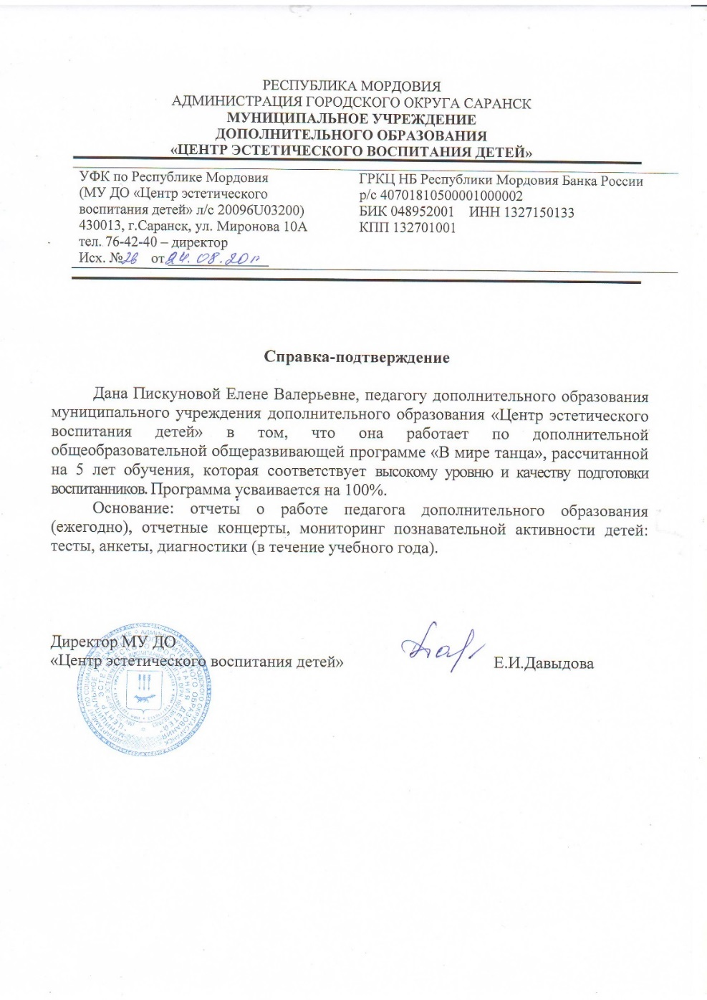 РЕСПУБЛИКА МОРДОВИЯ
АДМИНИСТРАЦИЯ ГОРОДСКОГО ОКРУГА САРАНСК
МУНИЦИПАЛЬНОЕ УЧРЕЖДЕНИЕ
ДОПОЛНИТЕЛЬНОГО ОБРАЗОВАНИЯ
«ЦЕНТР ЭСТЕТИЧЕСКОГО ВОСПИТАНИЯ ДЕТЕЙ»
УФК по Республике Мордовия
(МУ ДО «Центр эстетического
воспитания детей» л/с 20096U03200)
430013, г.Саранск, ул. Миронова 10А
тел. 76-42-40 – директор
Исх. №26 от 24.08.20г
ГРКЦ НБ Республики Мордовия Банка России
р/с 40701810500001000002
БИК 048952001 ИНН 1327150133
КПП 132701001
Справка-подтверждение
Дана Пискуновой Елене Валерьевне, педагогу дополнительного образования
муниципального учреждения дополнительного образования «Центр эстетического
воспитания детей» в том, что она работает по дополнительной
общеобразовательной общеразвивающей программе «В мире танца», рассчитанной
на 5 лет обучения, которая соответствует высокому уровню и качеству подготовки
воспитанников. Программа усваивается на 100%.
Основание: отчеты о работе педагога дополнительного образования
(ежегодно), отчетные концерты, мониторинг познавательной активности детей:
тесты, анкеты, диагностики (в течение учебного года).
Директор МУ ДО
«Центр эстетического воспитания детей»
Е.И.Давыдова